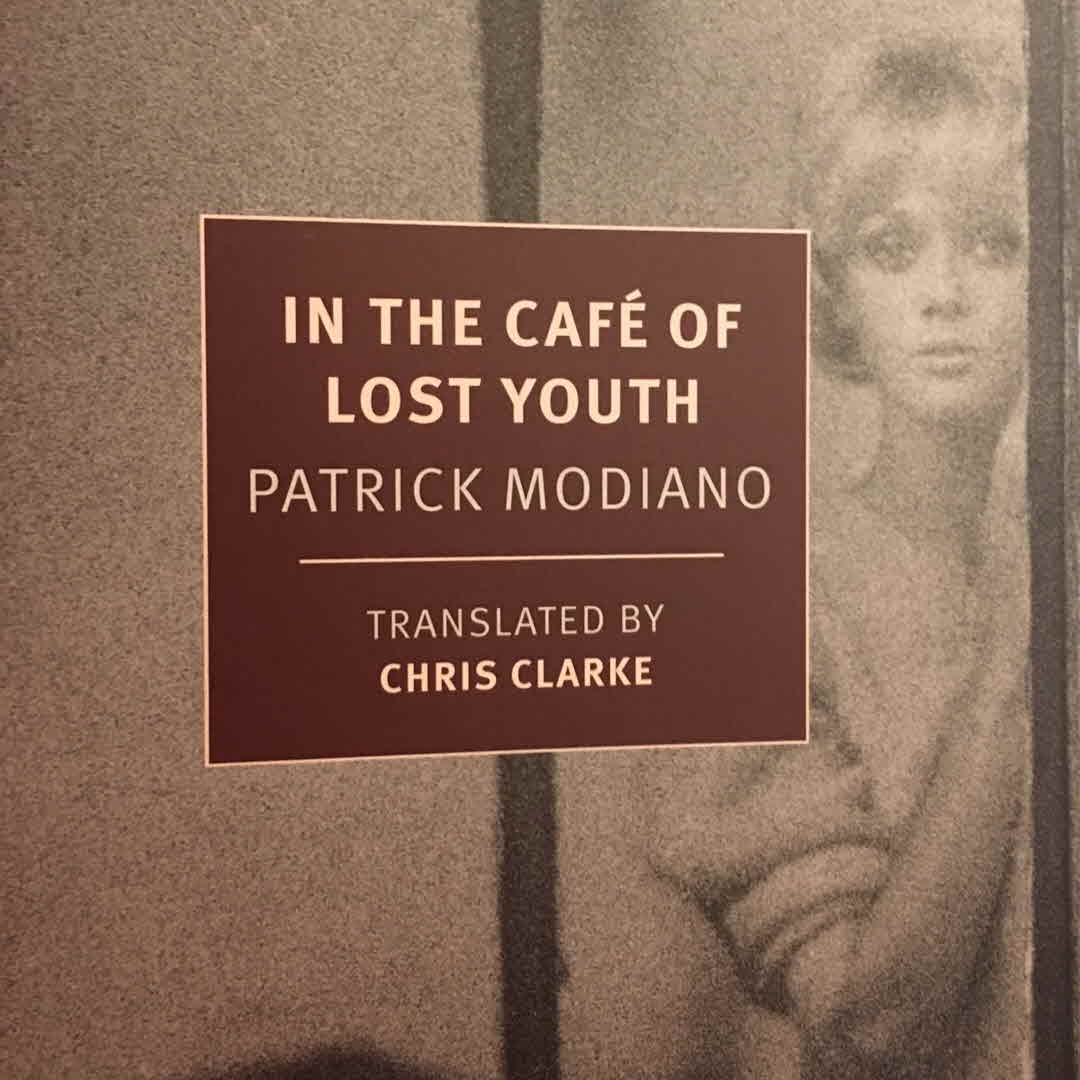 IN THE CAFÉ OF
LOST YOUTH
PATRICK MODIANO
TRANSLATED BY
CHRIS CLARKE